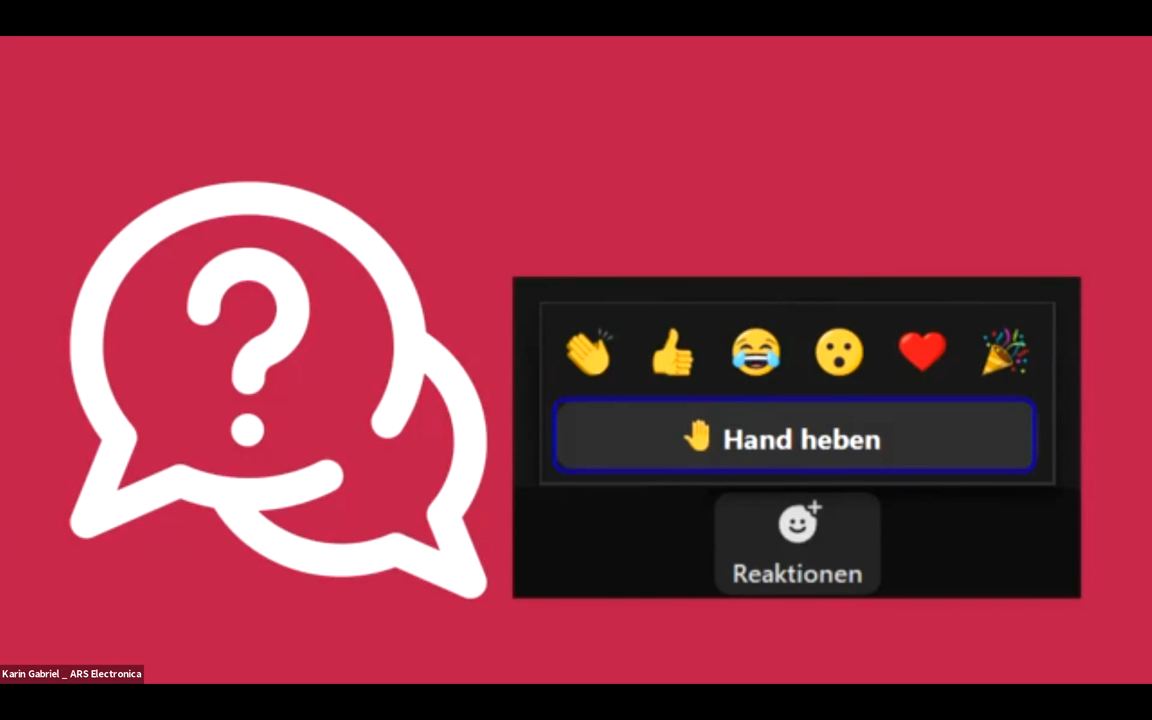 ?
👏 👍 😂 😮 ❤️ 🎉
🤚 Hand heben
Reaktionen
Karin Gabriel _ ARS Electronica